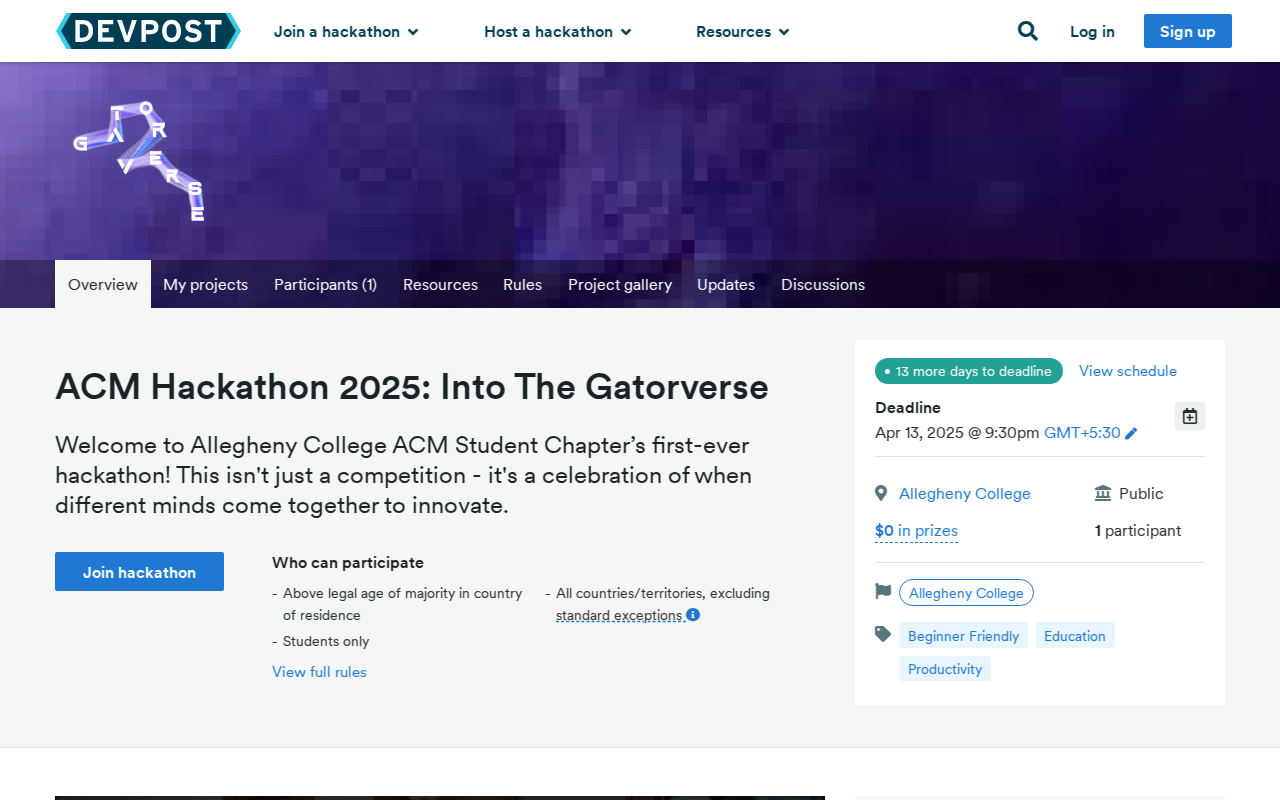 DEVPOST
Join a hackathon
Host a hackathon
Resources
Log in
Sign up
GATORVERSE
Overview
My projects
Participants (1)
Resources
Rules
Project gallery
Updates
Discussions
ACM Hackathon 2025: Into The Gatorverse
Welcome to Allegheny College ACM Student Chapter’s first-ever
hackathon! This isn't just a competition - it's a celebration of when
different minds come together to innovate.
Join hackathon
Who can participate
- Above legal age of majority in country
of residence
- Students only
- All countries/territories, excluding
standard exceptions
View full rules
13 more days to deadline
View schedule
Deadline
Apr 13, 2025 @ 9:30pm GMT+5:30
Allegheny College
Public
$0 in prizes
1 participant
Allegheny College
Beginner Friendly
Education
Productivity